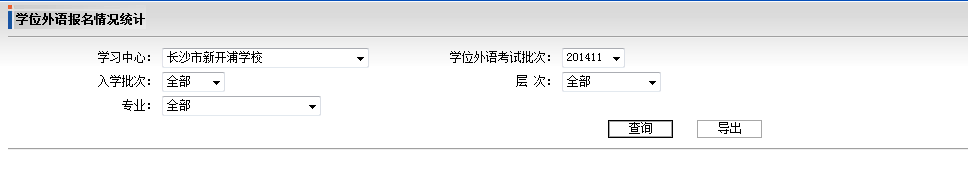 学位外语报名情况统计
学习中心： 长沙市新开浦学校 学位外语考试批次： 201411
入学批次： 全部 层 次： 全部
专业： 全部
查询 导出